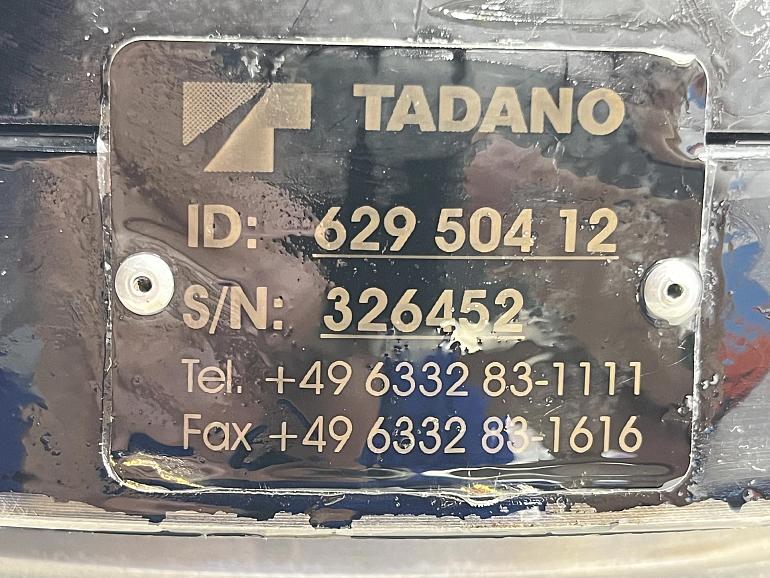 TADANO
ID: 629 504 12
S/N: 326452
Tel. +49 6332 83-1111
Fax +49 6332 83-1616